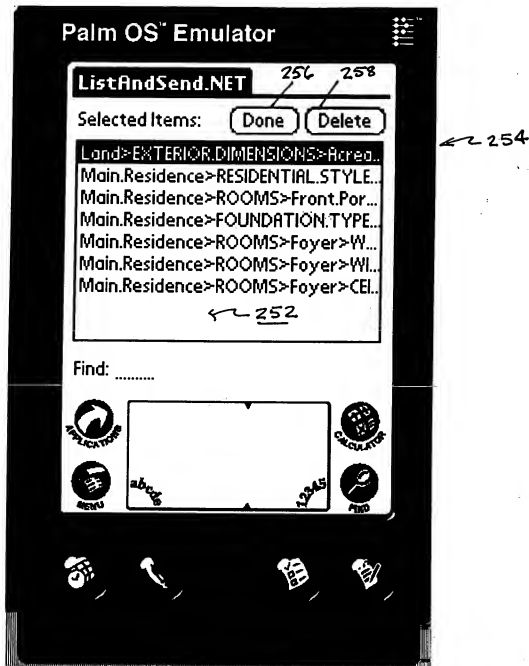 Palm OS™ Emulator
ListAndSend.NET
256 258
Selected Items: Done Delete
254
Land>EXTERIOR.DIMENSIONS>Acrea..
Main.Residence>RESIDENTIAL.STYLE...
Main.Residence>ROOMS>Front.Por...
Main.Residence>FOUNDATION.TYPE...
Main.Residence>ROOMS>Foyer>W...
Main.Residence>ROOMS>Foyer>WI...
Main.Residence>ROOMS>Foyer>CEI..
252
Find:
APPLICATIONS
CALCULATOR
MENU
abcde
12345
FIND